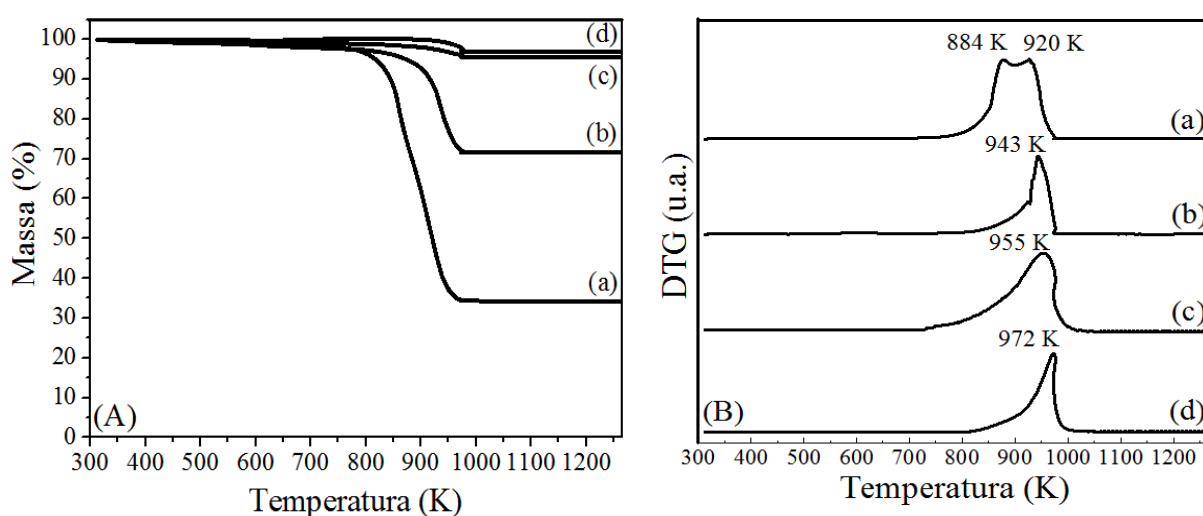 100
90
80
70
60
50
40
30
20
10
0
Massa (%)
(d)
(c)
(b)
(a)
(A)
300 400 500 600 700 800 900 1000 1100 1200
Temperatura (K)
884 K 920 K
(a)
943 K
(b)
955 K
(c)
972 K
(d)
DTG (u.a.)
(B)
300 400 500 600 700 800 900 1000 1100 1200
Temperatura (K)